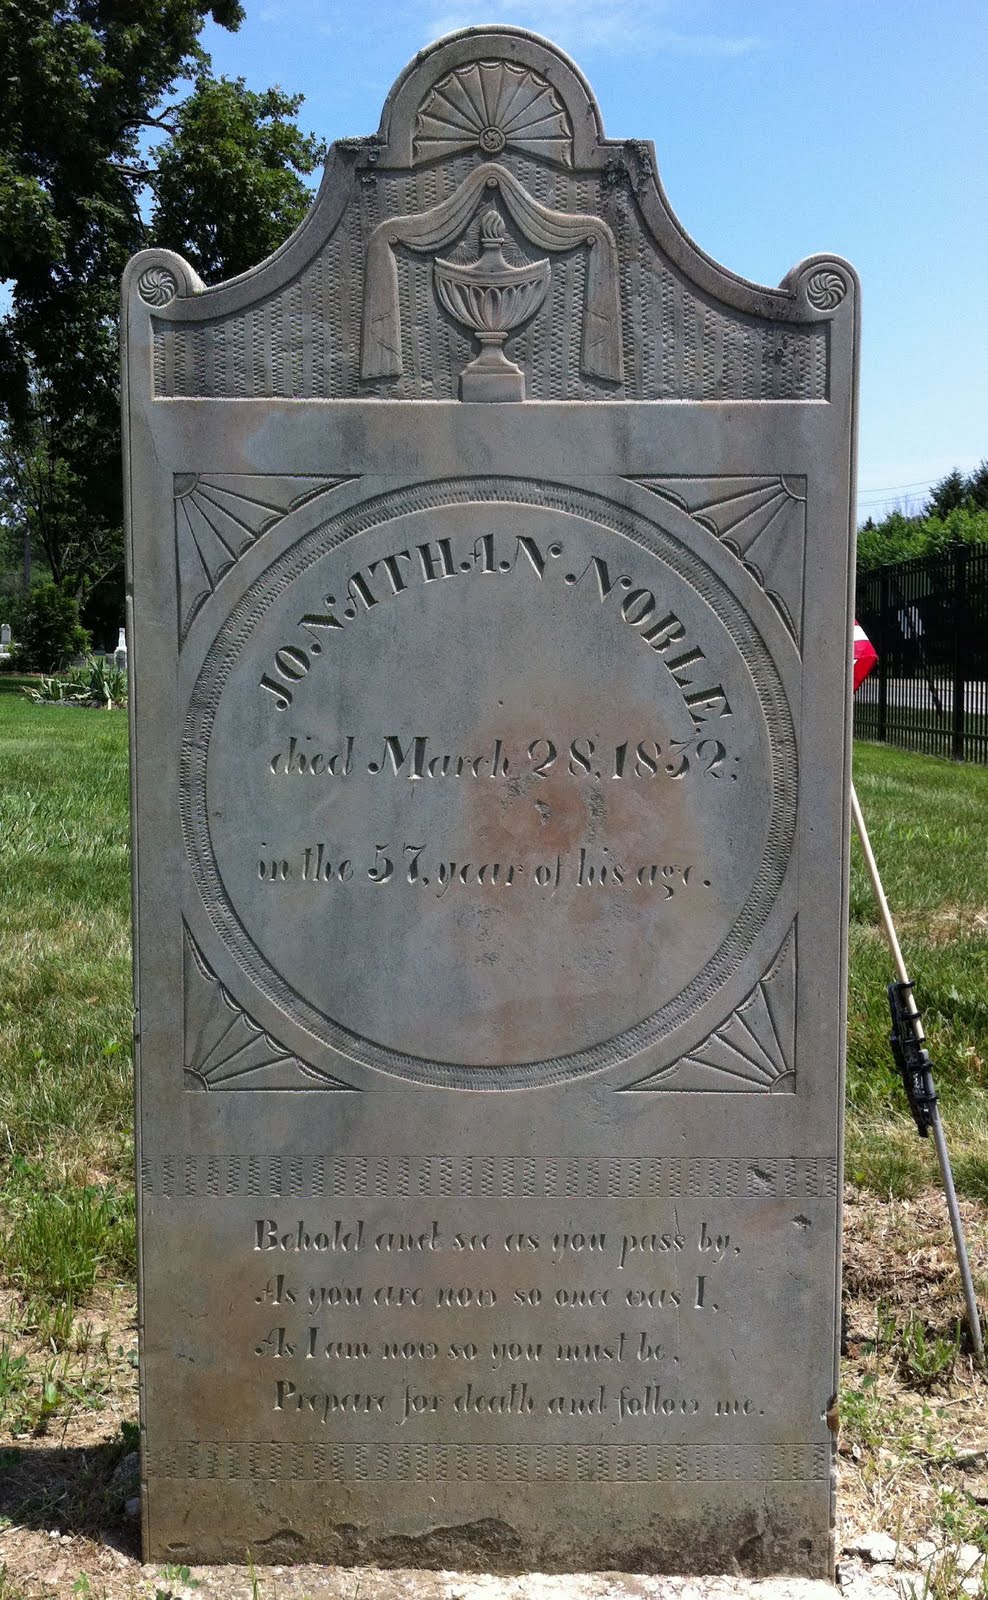 JONATHAN. NOBLE
died March 28, 1832;
in the 57, year of his age.
Behold and see as you pass by,
As you are now so once was I,
As I am now so you must be,
Prepare for death and follow me.